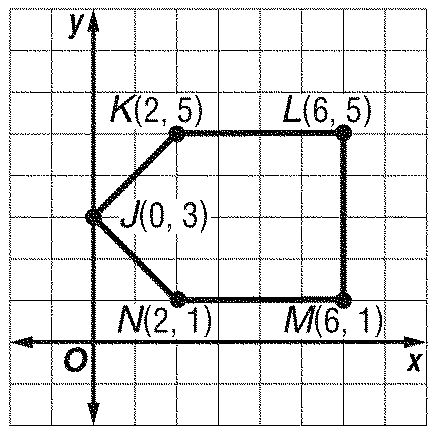 y
K(2, 5) L(6, 5)
J(0, 3)
N(2, 1) M(6, 1)
O x